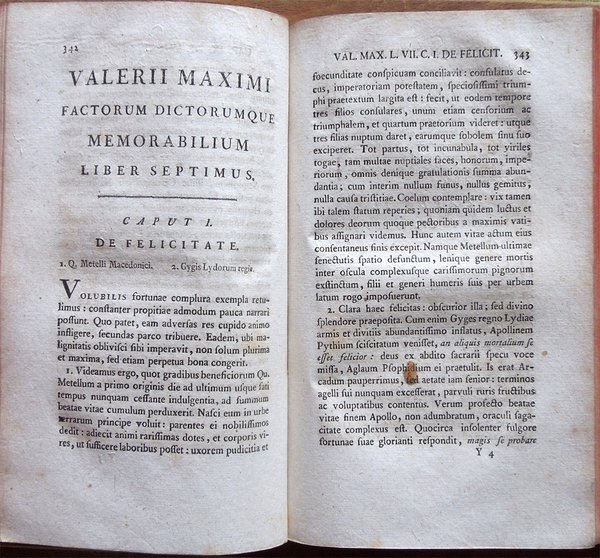 342
VALERII MAXIMI
FACTORUM DICTORUMQUE
MEMORABILIUM
LIBER SEPTIMUS.
CAPUT I.
DE FELICITATE.
1. Q. Metelli Macedonici. 2. Gygis Lydorum regis.
VOLUBILIS fortunae complura exempla retu-
limus: constanter propitiae admodum pauca narrari
possunt. Quo patet, eam adversas res cupido animo
infligere, secundas parco tribuere. Eadem, ubi ma-
lignitatis oblivisci sibi imperavit, non solum plurima
et maxima, sed etiam perpetua bona congerit.
1. Videamus ergo, quot gradibus beneficiorum Qu.
Metellum a primo originis die ad ultimum usque fati
tempus nunquam cessante indulgentia, ad summum
beatae vitae cumulum perduxerit. Nasci eum in urbe
terrarum principe voluit: parentes ei nobilissimos
dedit: adiecit animi rarissimas dotes, et corporis vi-
res, ut sufficere laboribus posset: uxorem pudicitia et
VAL. MAX. L. VII. C. I. DE FELICIT. 343
foecunditate conspicuam conciliavit: consulatus de-
cus, imperatoriam potestatem, speciosissimi trium-
phi praetextum largita est: fecit, ut eodem tempore
tres filios consulares, unum etiam censorium ac
triumphalem, et quartum praetorium videret: utque
tres filias nuptum daret, earumque sobolem sinu suo
exciperet. Tot partus, tot incunabula, tot viriles
togae, tam multae nuptiales faces, honorum, impe-
riorum, omnis denique gratulationis summa abun-
dantia; cum interim nullum funus, nullus gemitus,
nulla causa tristitiae. Coelum contemplare: vix tamen
ibi talem statum reperies; quoniam quidem luctus et
dolores deorum quoque pectoribus a maximis vati-
bus assignari videmus. Hunc autem vitae actum eius
consentaneus finis excepit. Namque Metellum ultimae
senectutis spatio defunctum, lenique genere mortis
inter oscula complexusque carissimorum pignorum
exstinctum, filii et generi humeris suis per urbem
latum rogo imposuerunt.
2. Clara haec felicitas: obscurior illa; sed divino
splendore praeposita. Cum enim Gyges regno Lydiae
armis et divitiis abundantissimo inflatus, Apollinem
Pythium sciscitatum venisset, an aliquis mortalium se
esset felicior: deus ex abdito sacrarii specu voce
missa, Aglaum Psophidium ei praetulit. Is erat Ar-
cadum pauperrimus, sed aetate iam senior: terminos
agelli sui nunquam excesserat, parvuli ruris fructibus
ac voluptatibus contentus. Verum profecto beatae
vitae finem Apollo, non adumbratum, oraculi saga-
citate complexus est. Quocirca insolenter fulgore
fortunae suae glorianti respondit, magis se probare
Y 4